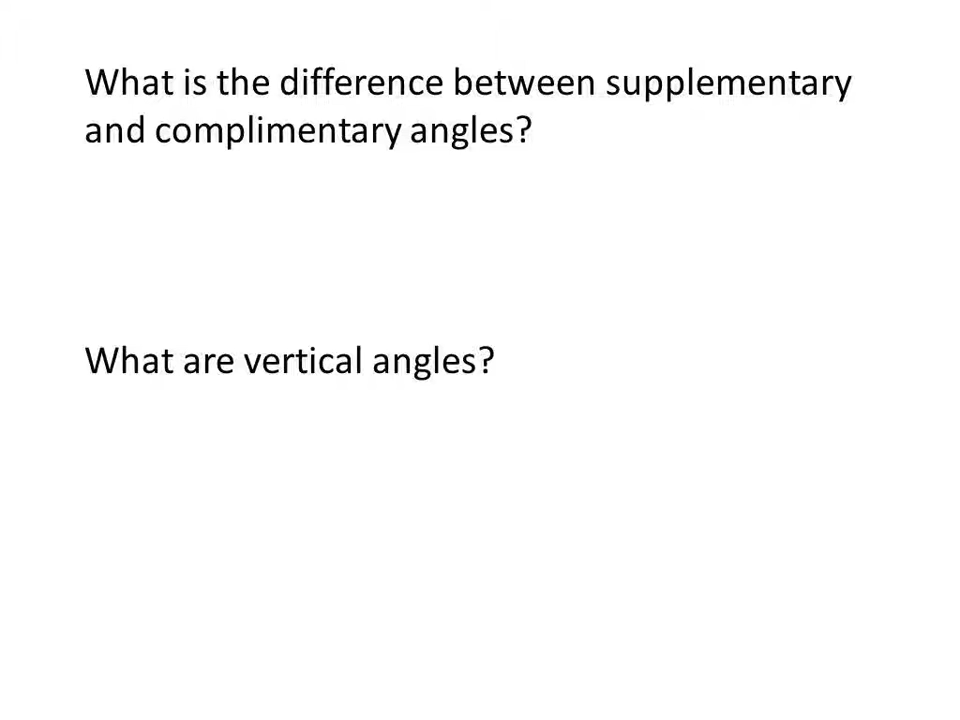 What is the difference between supplementary
and complimentary angles?
What are vertical angles?